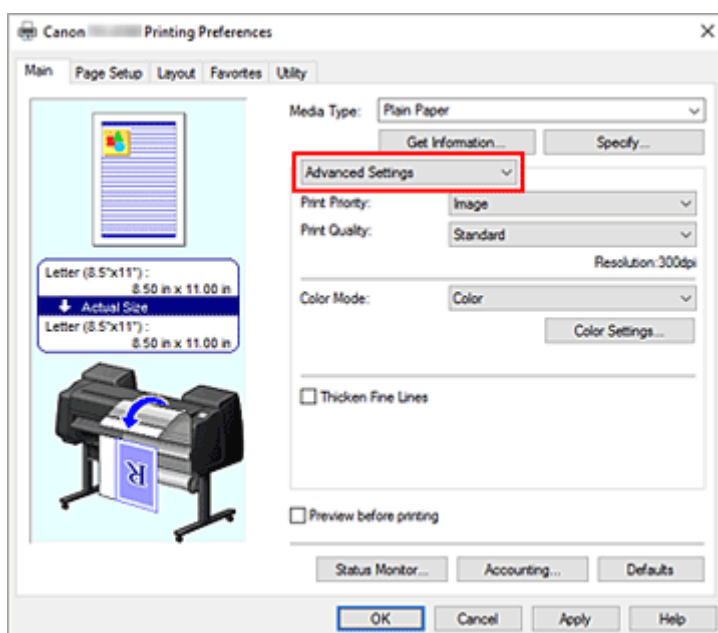 Canon Printing Preferences
Main Page Setup Layout Favorites Utility
Media Type: Plain Paper
Get Information... Specify...
Advanced Settings
Print Priority: Image
Print Quality: Standard
Resolution:300dpi
Letter (8.5"x11") :
8.50 in x 11.00 in
Actual Size
Letter (8.5"x11") :
8.50 in x 11.00 in
Color Mode: Color
Color Settings...
Thicken Fine Lines
R
Preview before printing
Status Monitor... Accounting... Defaults
OK Cancel Apply Help